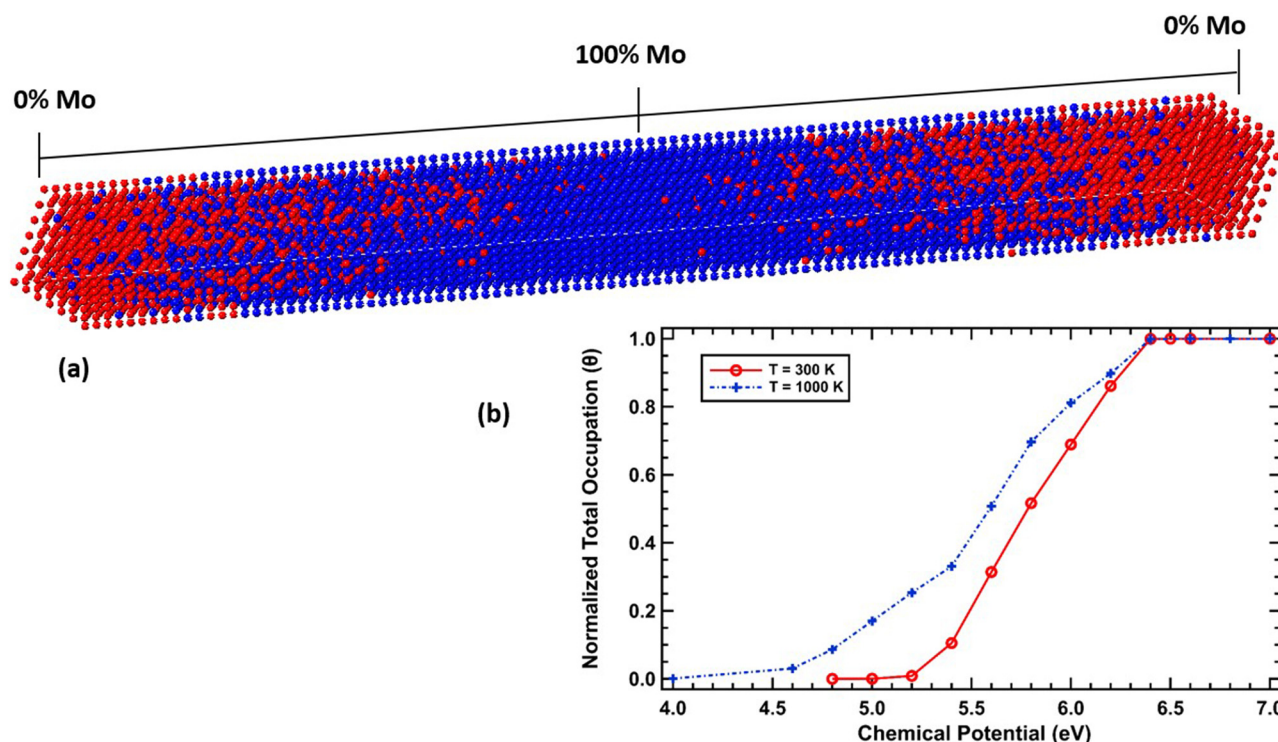 0% Mo
100% Mo
0% Mo
(a)
(b)
Normalized Total Occupation (θ)
1.0
0.8
0.6
0.4
0.2
0.0
T = 300 K
T = 1000 K
4.0 4.5 5.0 5.5 6.0 6.5 7.0
Chemical Potential (eV)